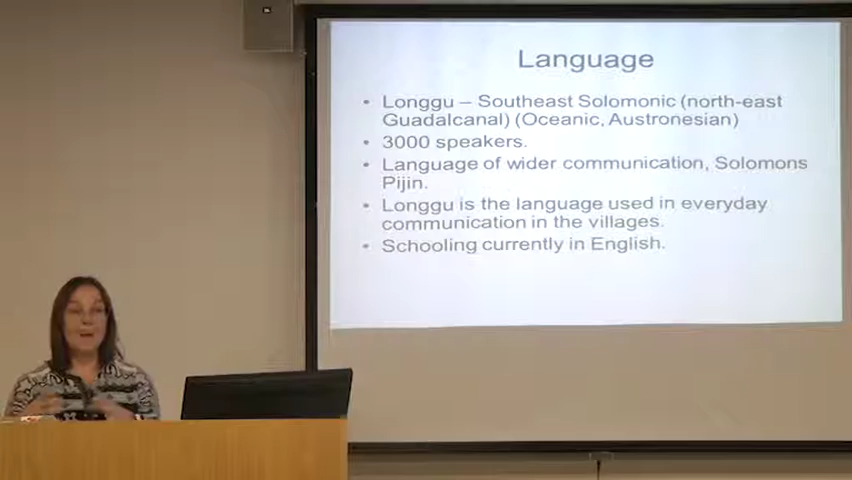 Language
• Longgu – Southeast Solomonic (north-east
Guadalcanal) (Oceanic, Austronesian)
• 3000 speakers.
• Language of wider communication, Solomons
Pijin.
• Longgu is the language used in everyday
communication in the villages.
• Schooling currently in English.